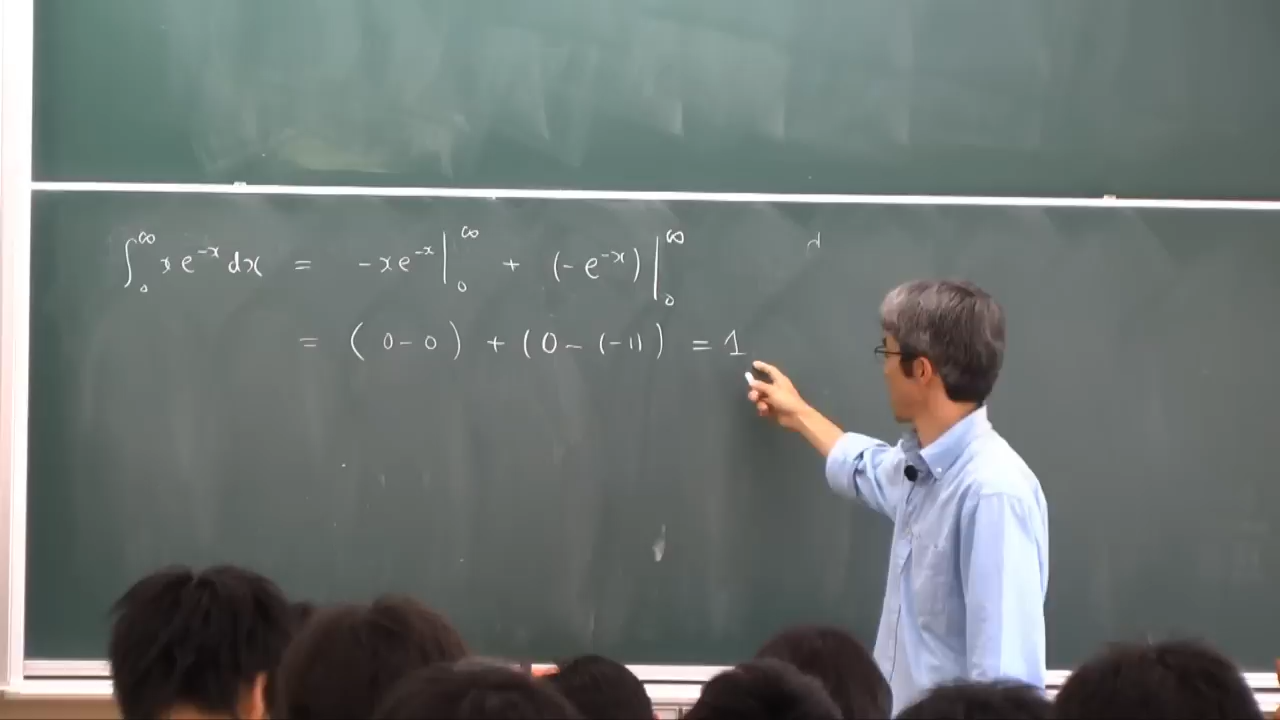 ∫₀^∞ x e^{-x} dx = -x e^{-x} |₀^∞ + (-e^{-x}) |₀^∞
= (0-0) + (0-(-1)) = 1